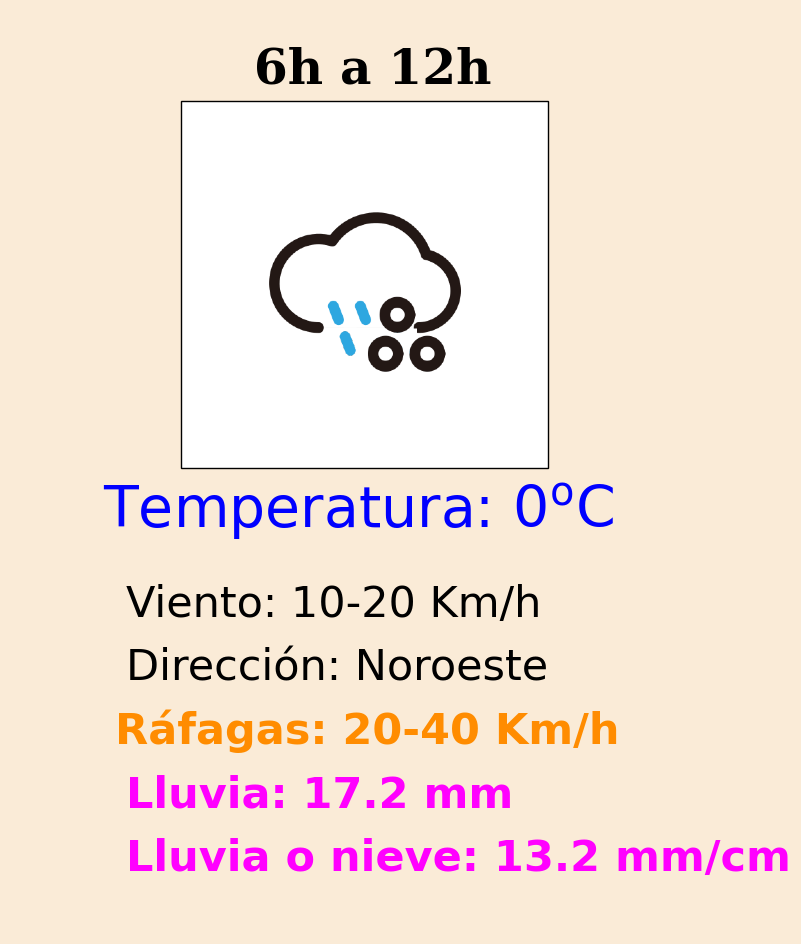 6h a 12h
Temperatura: 0ºC
Viento: 10-20 Km/h
Dirección: Noroeste
Ráfagas: 20-40 Km/h
Lluvia: 17.2 mm
Lluvia o nieve: 13.2 mm/cm